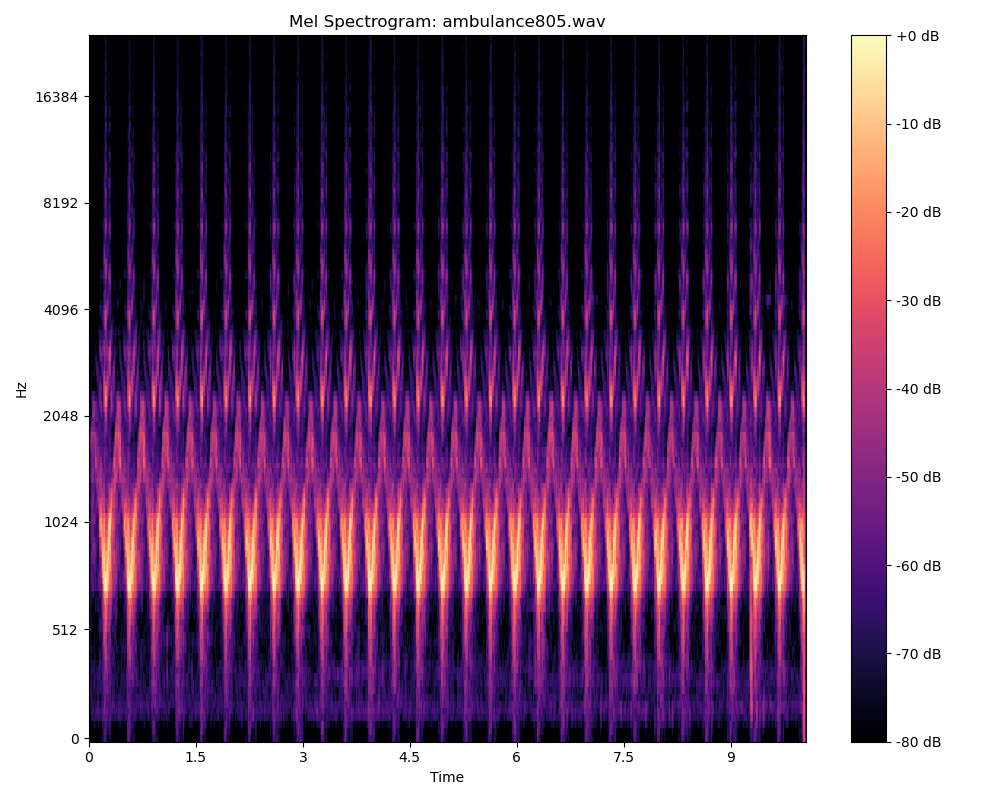 Mel Spectrogram: ambulance805.wav
+0 dB
16384
-10 dB
-20 dB
8192
-30 dB
4096
Hz
-40 dB
2048
-50 dB
1024
-60 dB
512
-70 dB
0
-80 dB
0 1.5 3 4.5 6 7.5 9
Time